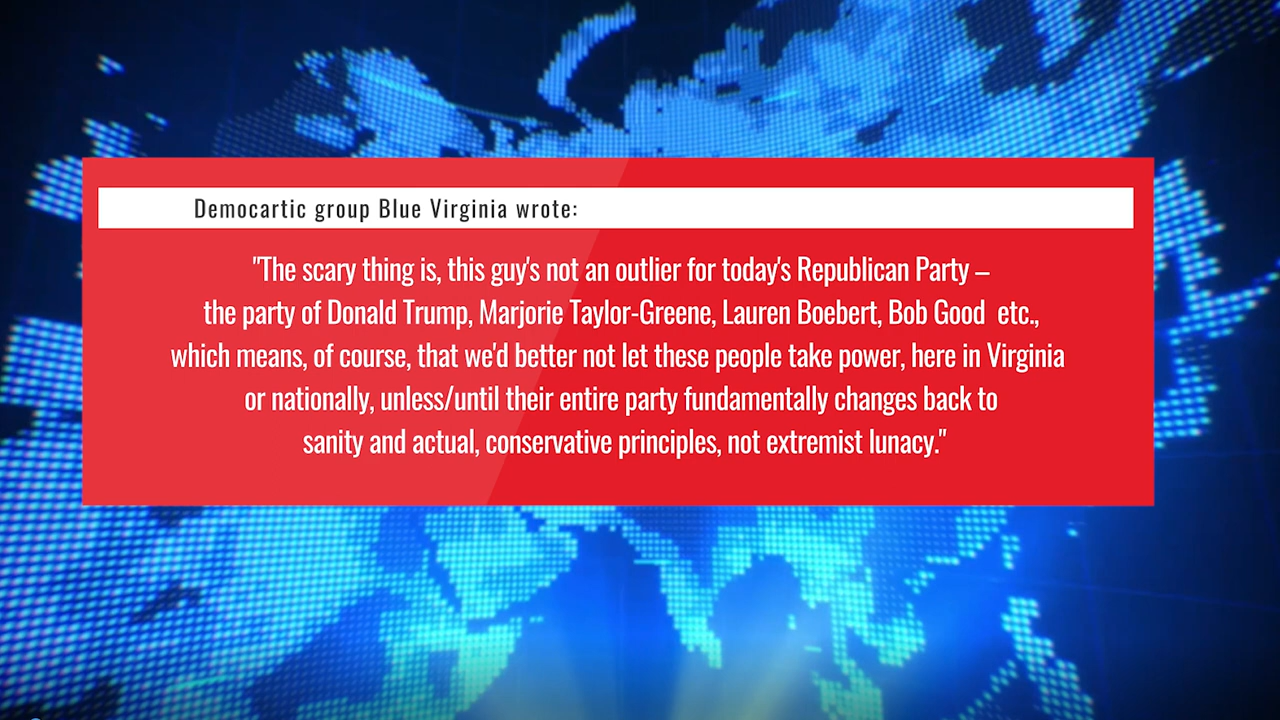 Democartic group Blue Virginia wrote:
"The scary thing is, this guy's not an outlier for today's Republican Party –
the party of Donald Trump, Marjorie Taylor-Greene, Lauren Boebert, Bob Good  etc.,
which means, of course, that we'd better not let these people take power, here in Virginia
or nationally, unless/until their entire party fundamentally changes back to
sanity and actual, conservative principles, not extremist lunacy."